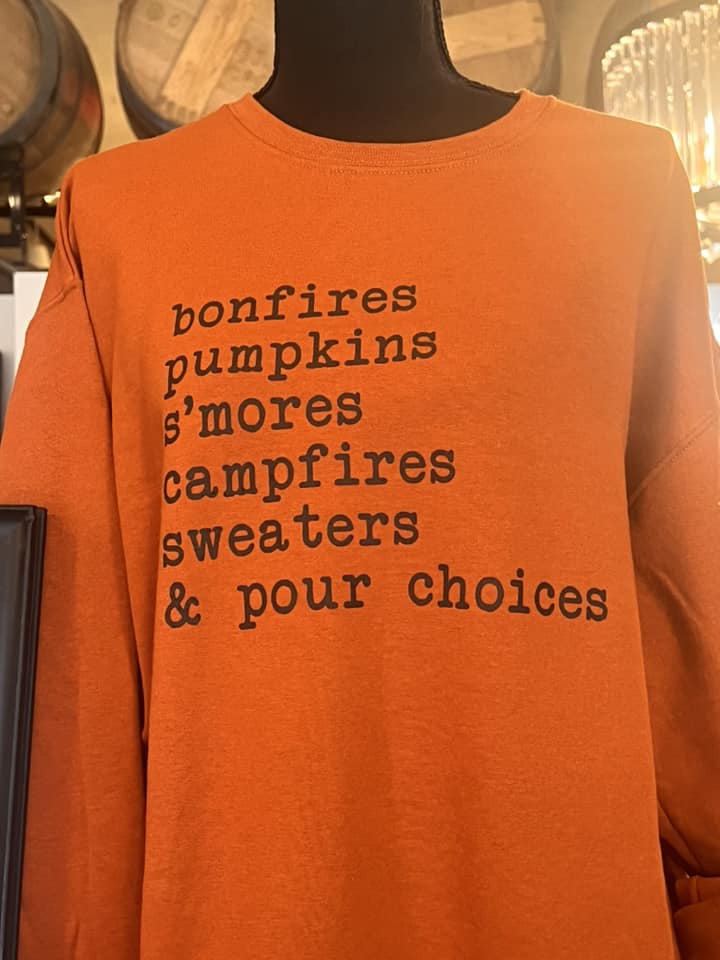 bonfires
pumpkins
s’mores
campfires
sweaters
& pour choices